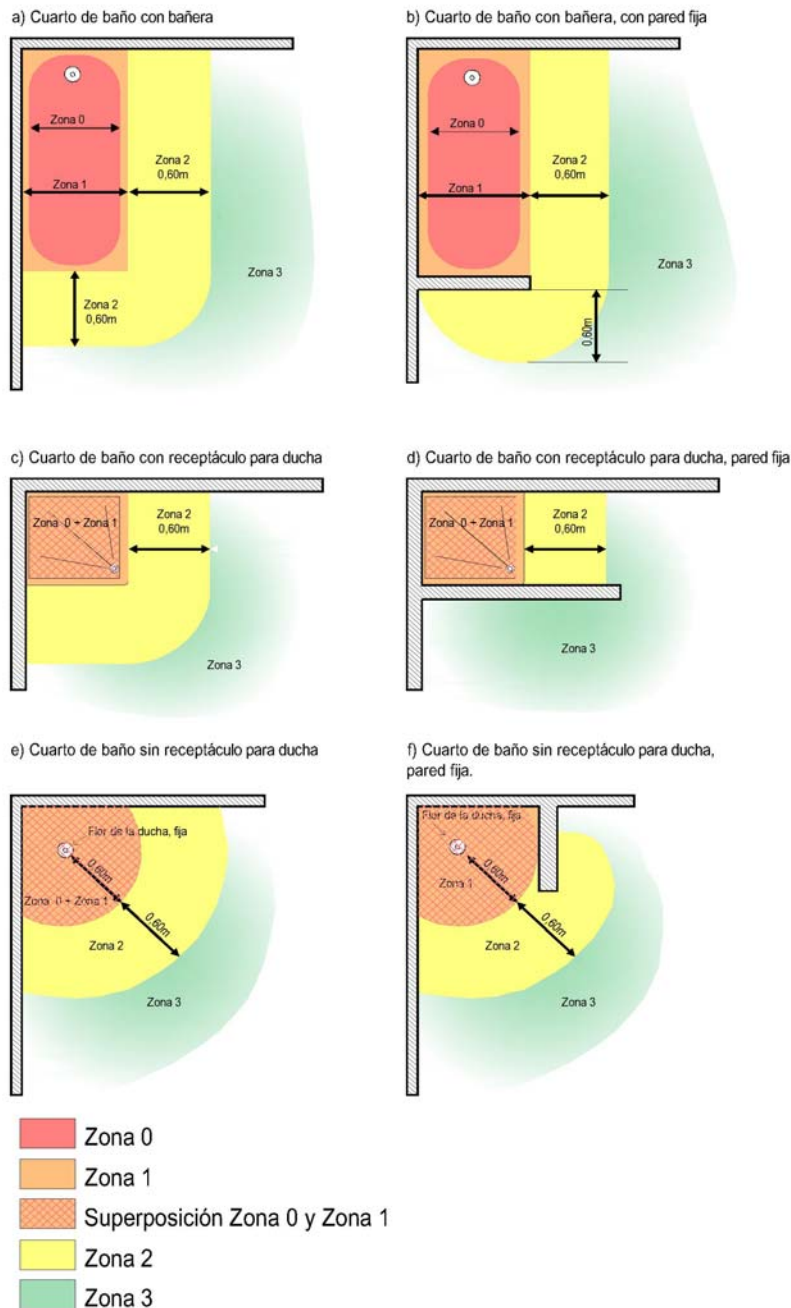 a) Cuarto de baño con bañera
Zona 0
Zona 1
Zona 2
0,60m
Zona 2
0,60m
Zona 3
b) Cuarto de baño con bañera, con pared fija
Zona 0
Zona 1
Zona 2
0,60m
Zona 3
0,60m
c) Cuarto de baño con receptáculo para ducha
Zona 0 + Zona 1
Zona 2
0,60m
Zona 3
d) Cuarto de baño con receptáculo para ducha, pared fija
Zona 0 + Zona 1
Zona 2
0,60m
Zona 3
e) Cuarto de baño sin receptáculo para ducha
Flor de la ducha, fija
0,60m
Zona 0 + Zona 1
0,60m
Zona 2
Zona 3
f) Cuarto de baño sin receptáculo para ducha,
pared fija.
Flor de la ducha, fija
0,60m
Zona 1
0,60m
Zona 2
Zona 3
Zona 0
Zona 1
Superposición Zona 0 y Zona 1
Zona 2
Zona 3